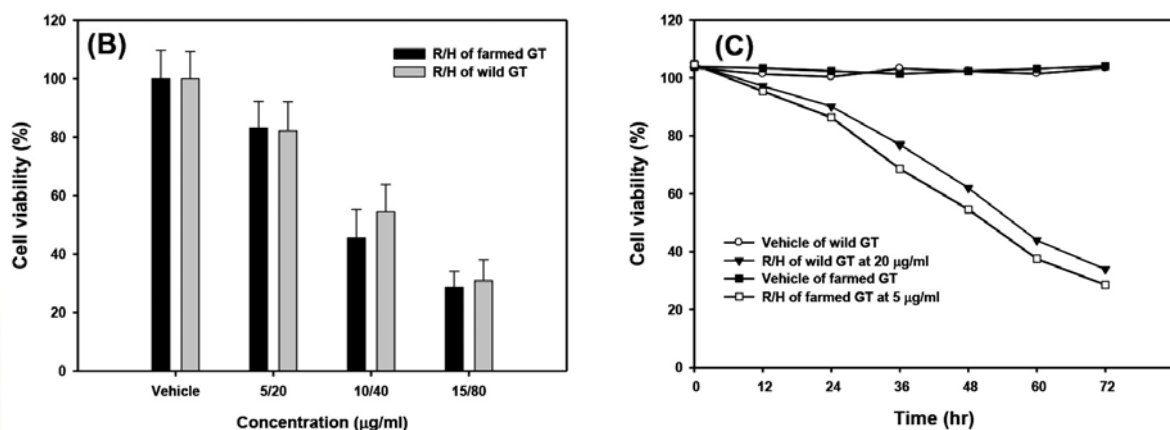 (B)
R/H of farmed GT
R/H of wild GT
120
100
80
60
40
20
0
Cell viability (%)
Vehicle 5/20 10/40 15/80
Concentration (µg/ml)
(C)
120
100
80
60
40
20
0
Cell viability (%)
Vehicle of wild GT
R/H of wild GT at 20 µg/ml
Vehicle of farmed GT
R/H of farmed GT at 5 µg/ml
0 12 24 36 48 60 72
Time (hr)